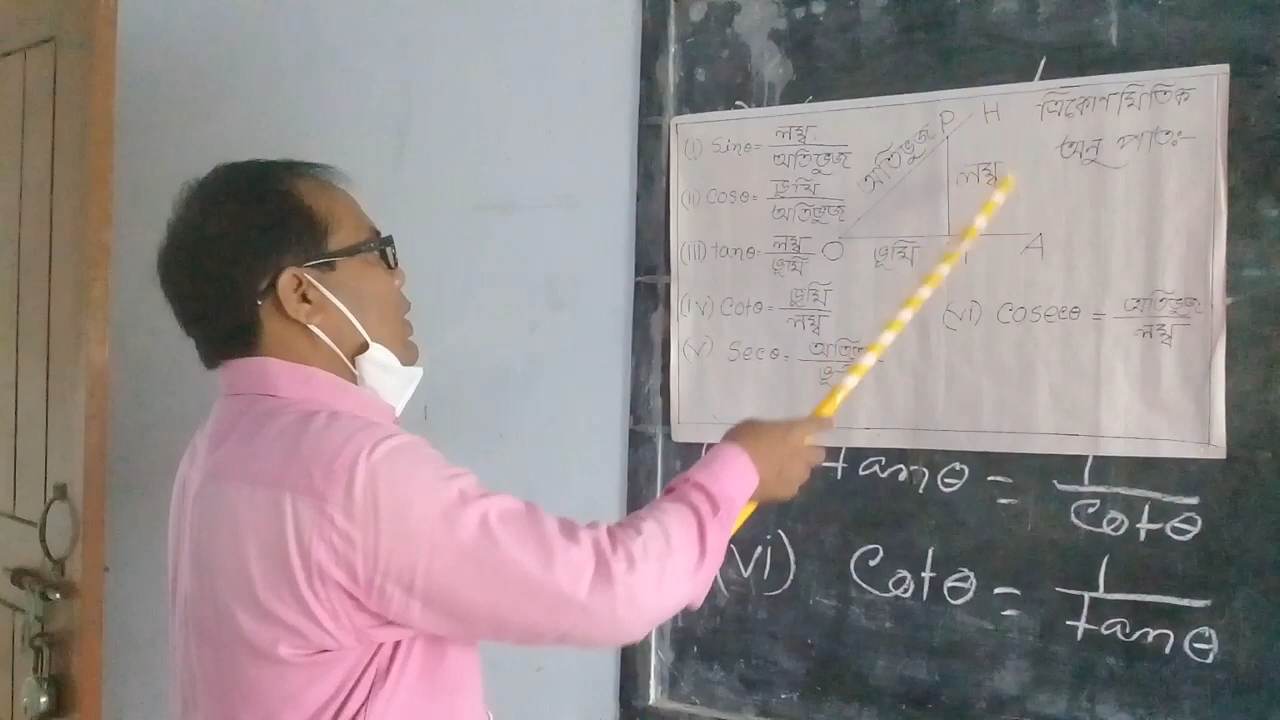 ত্রিকোণমিতিক
অনুপাতঃ-
(i) Sinθ = লম্ব / অতিভুজ
(ii) Cosθ = ভূমি / অতিভুজ
(iii) tanθ = লম্ব / ভূমি
(iv) Cotθ = ভূমি / লম্ব
(v) Secθ =
(vi) Cosecθ = অতিভুজ / লম্ব
P H
অতিভুজ
লম্ব
O A
ভূমি
tanθ = 1 / Cotθ
(vi) Cotθ = 1 / tanθ